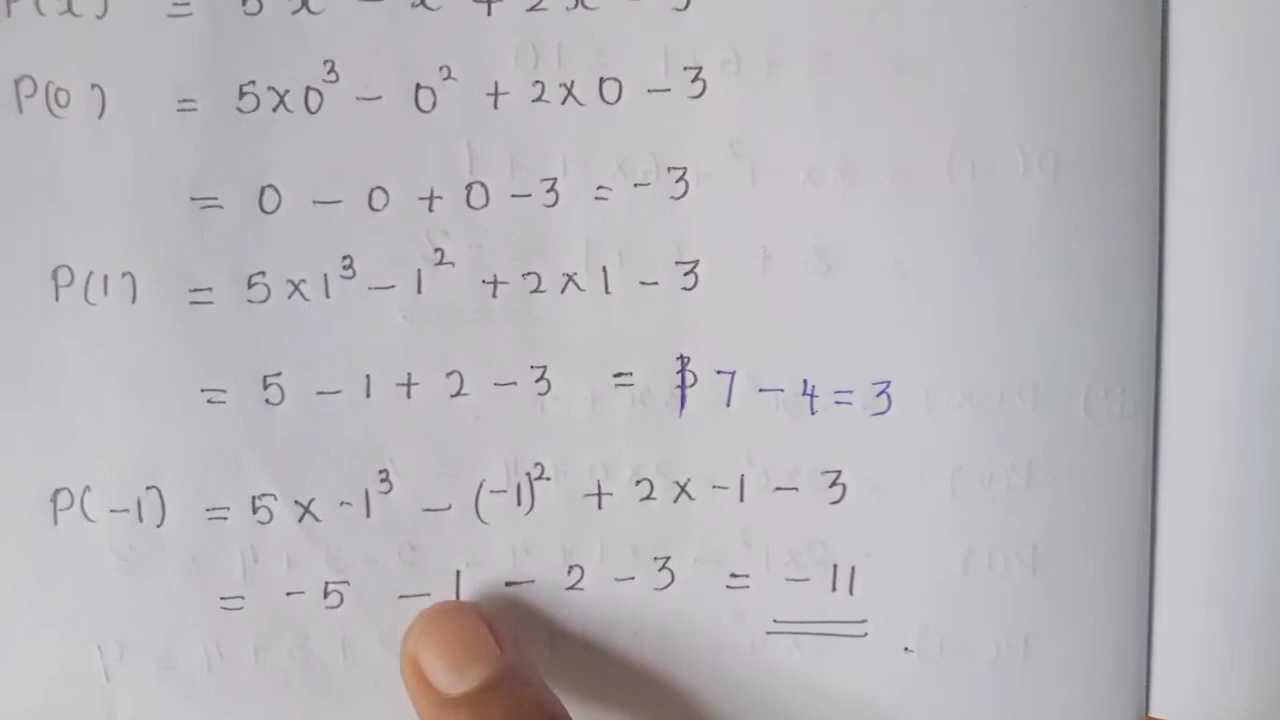 P(0) = 5×0³ - 0² + 2×0 - 3
= 0 - 0 + 0 - 3 = -3
P(1) = 5×1³ - 1² + 2×1 - 3
= 5 - 1 + 2 - 3 = 7 - 4 = 3
P(-1) = 5×-1³ - (-1)² + 2×-1 - 3
= -5 - 1 - 2 - 3 = -11